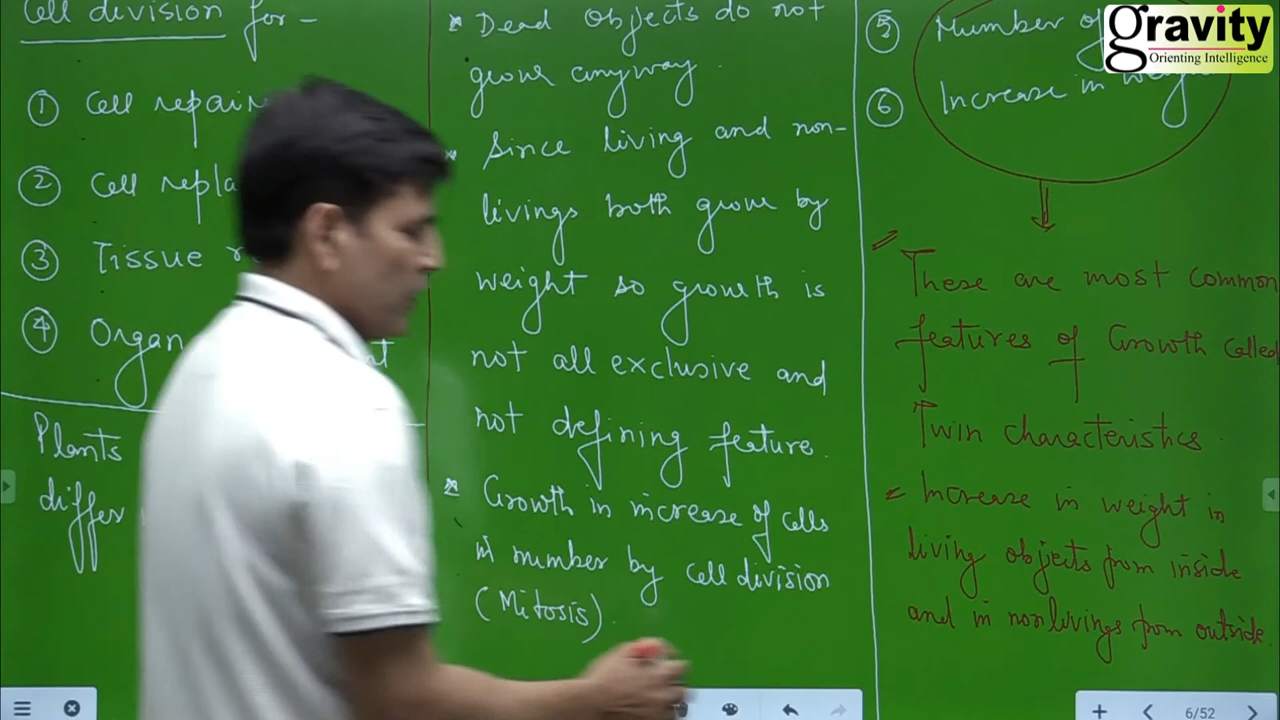 Cell division for -
① Cell repair
② Cell
③ Tissue
④ Organ
Plants
differ
* Dead objects do not
grow anyway.
* Since living and non-
livings both grow by
weight so growth is
not all exclusive and
not defining feature.
* Growth in increase of cells
in number by cell division
(Mitosis).
⑤ Number of
⑥ Increase in
These are most common
features of Growth called
Twin characteristics.
Increase in weight in
living objects from inside
and in nonlivings from outside.
gravity
Orienting Intelligence
6/52